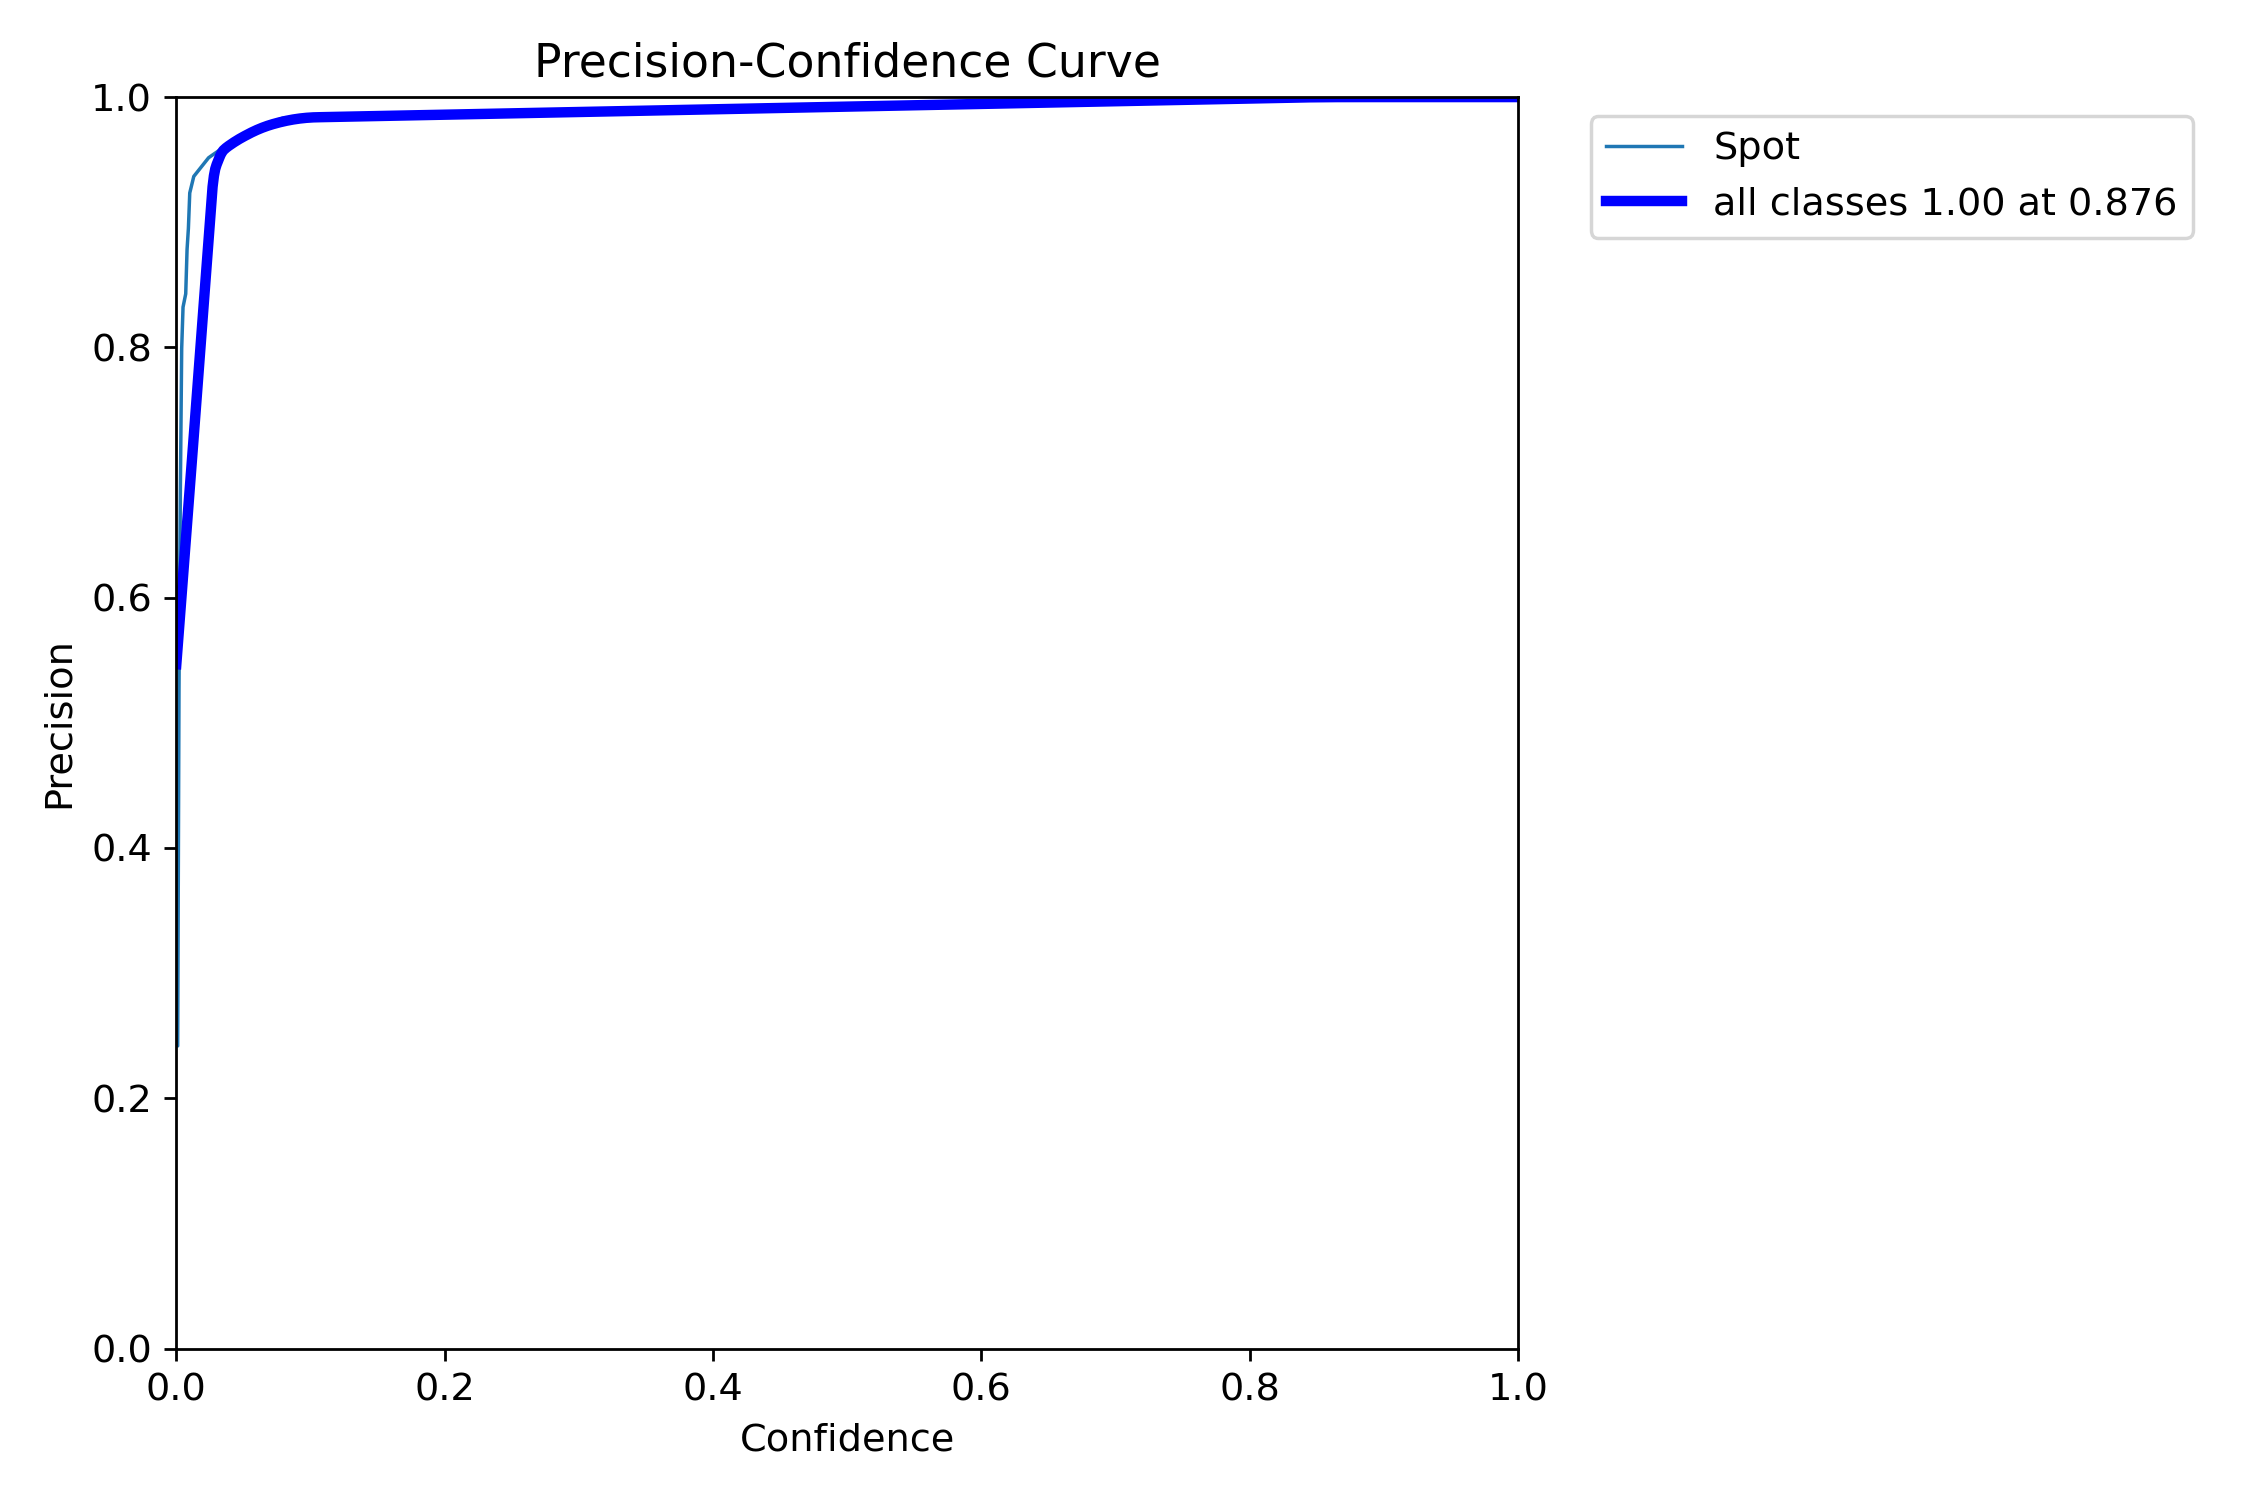 Precision-Confidence Curve
1.0
0.8
0.6
0.4
0.2
0.0
Precision
0.0 0.2 0.4 0.6 0.8 1.0
Confidence
Spot
all classes 1.00 at 0.876